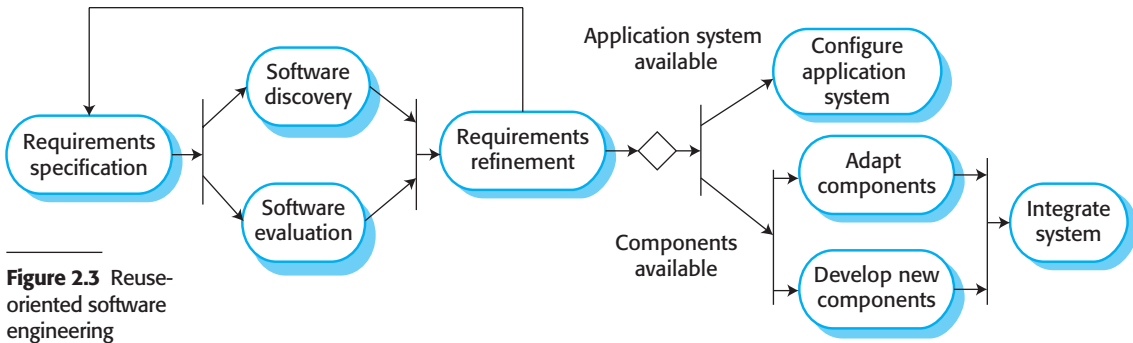 Requirements
specification
Software
discovery
Software
evaluation
Requirements
refinement
Application system
available
Configure
application
system
Components
available
Adapt
components
Develop new
components
Integrate
system
Figure 2.3 Reuse-
oriented software
engineering